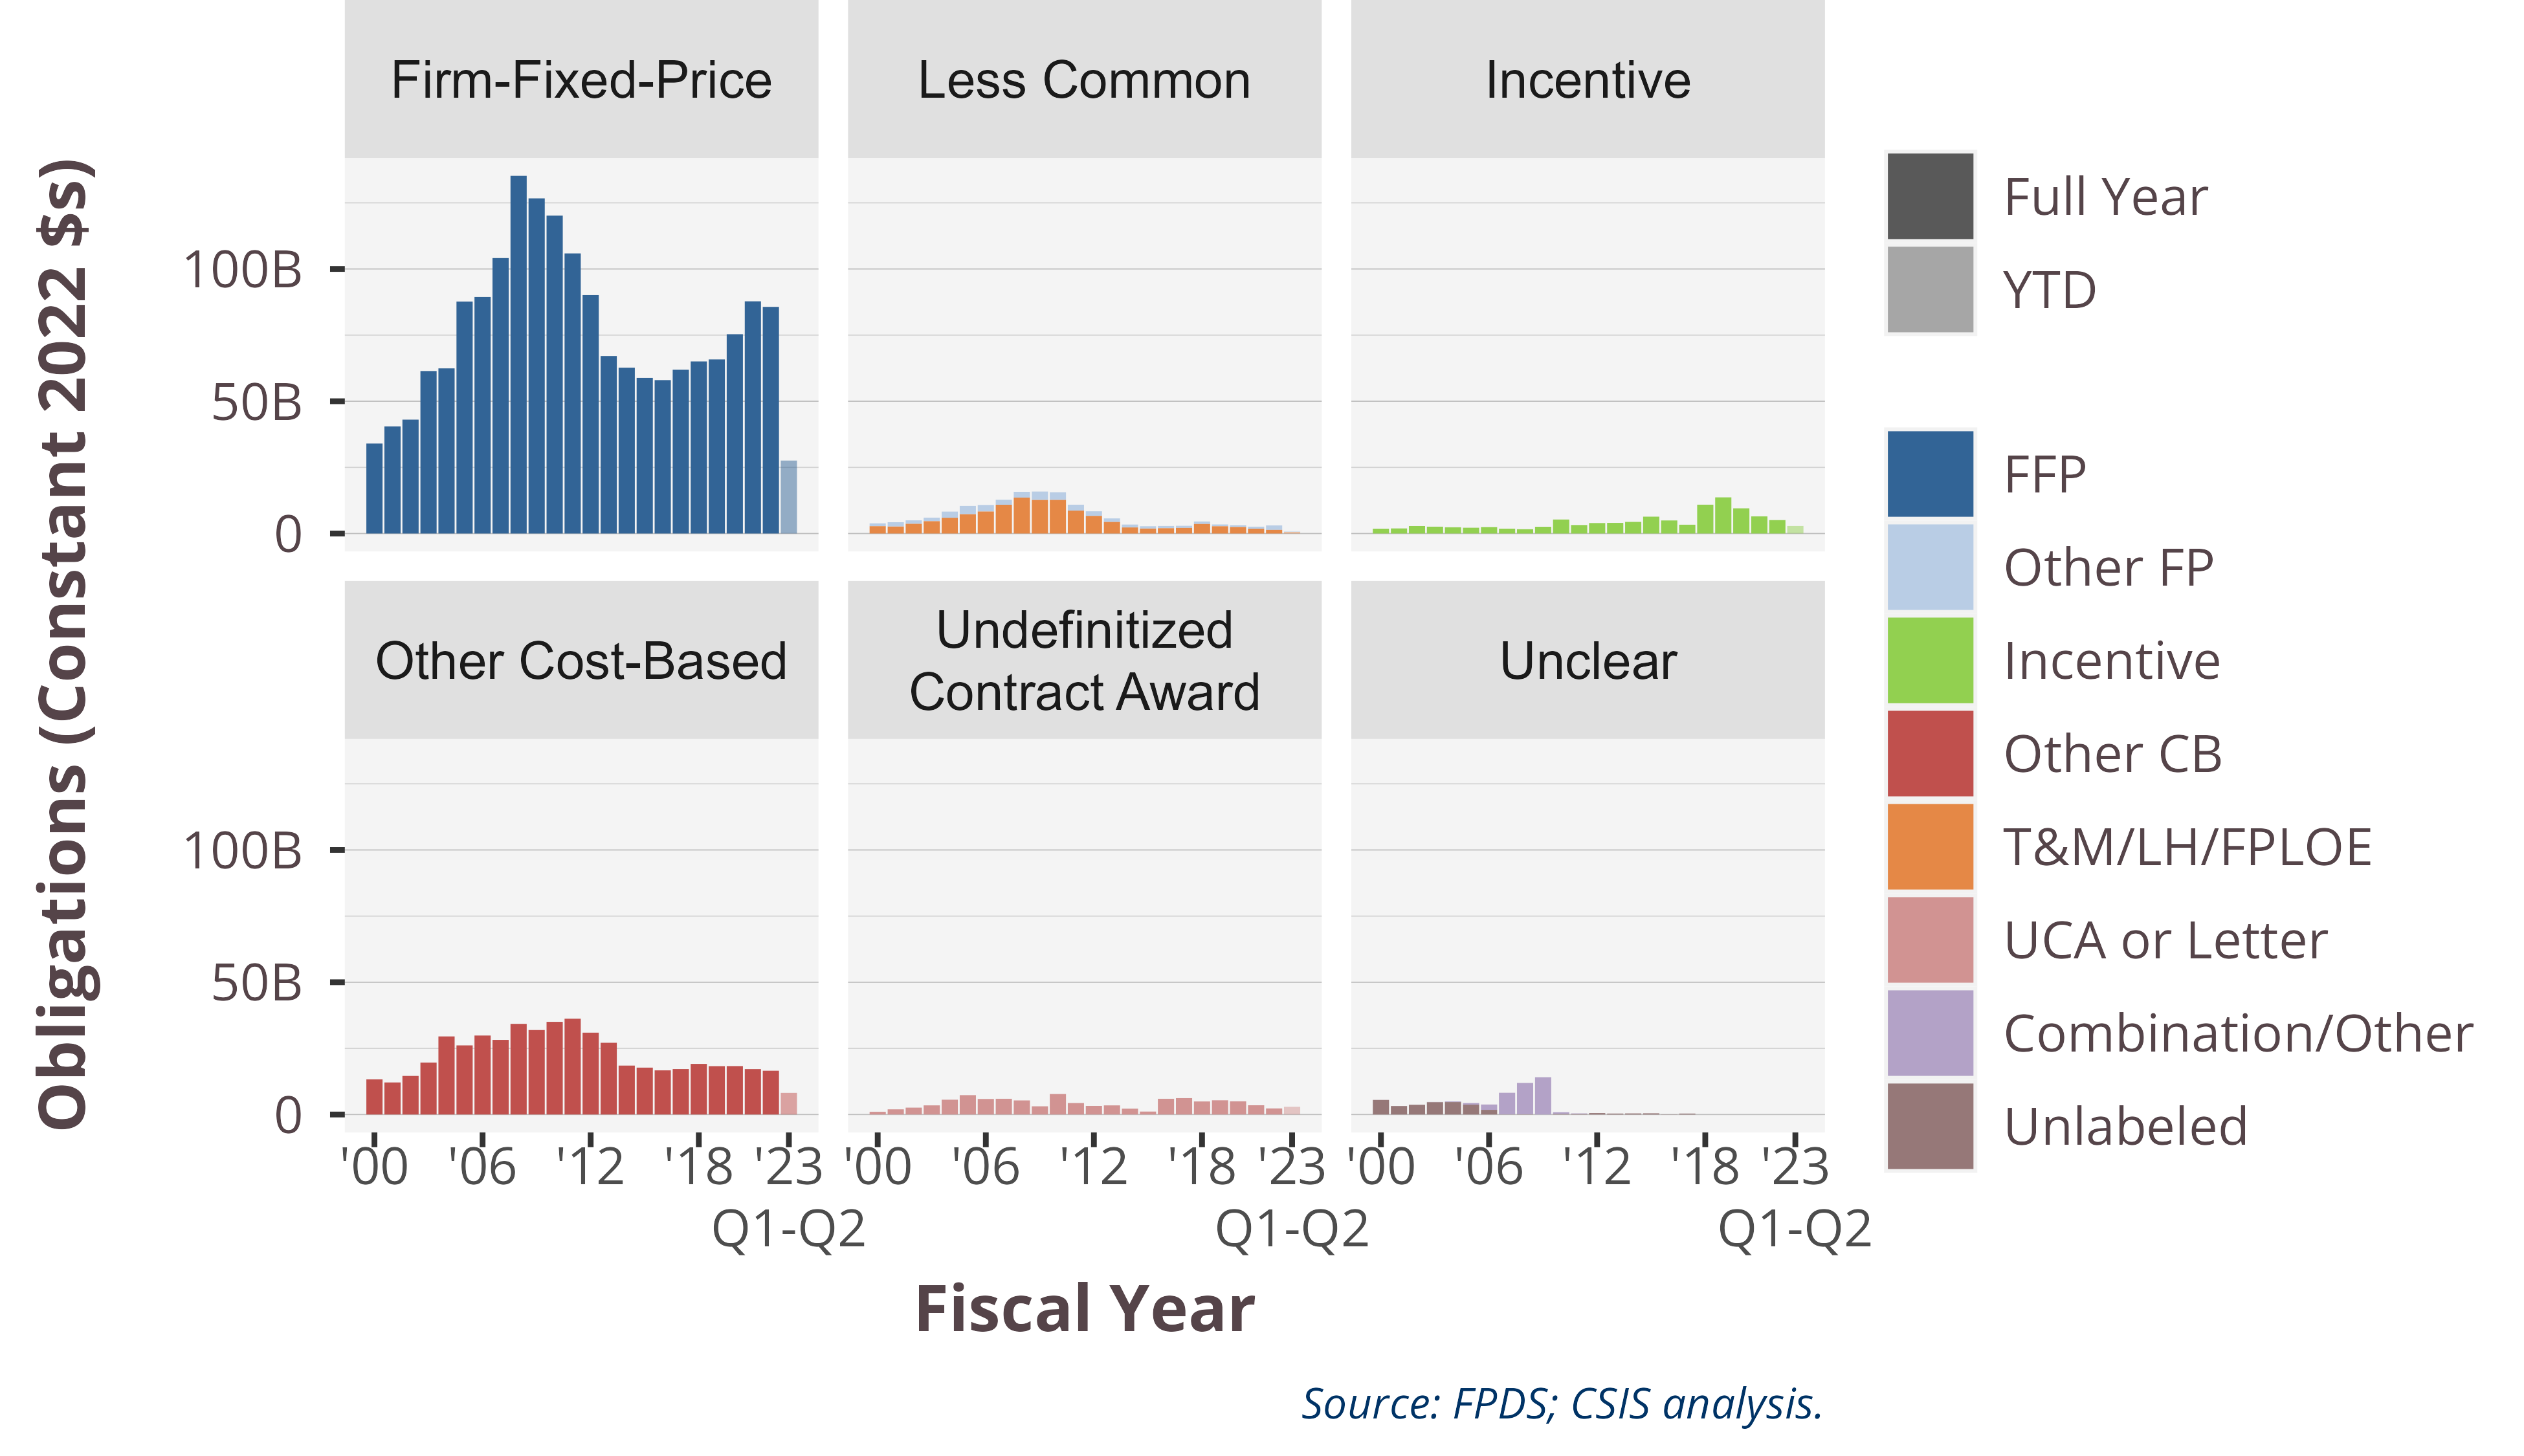 Firm-Fixed-Price
Less Common
Incentive
Obligations (Constant 2022 $s)
100B
50B
0
Other Cost-Based
Undefinitized
Contract Award
Unclear
100B
50B
0
'00 '06 '12 '18 '23
Q1-Q2
'00 '06 '12 '18 '23
Q1-Q2
'00 '06 '12 '18 '23
Q1-Q2
Fiscal Year
Full Year
YTD
FFP
Other FP
Incentive
Other CB
T&M/LH/FPLOE
UCA or Letter
Combination/Other
Unlabeled
Source: FPDS; CSIS analysis.